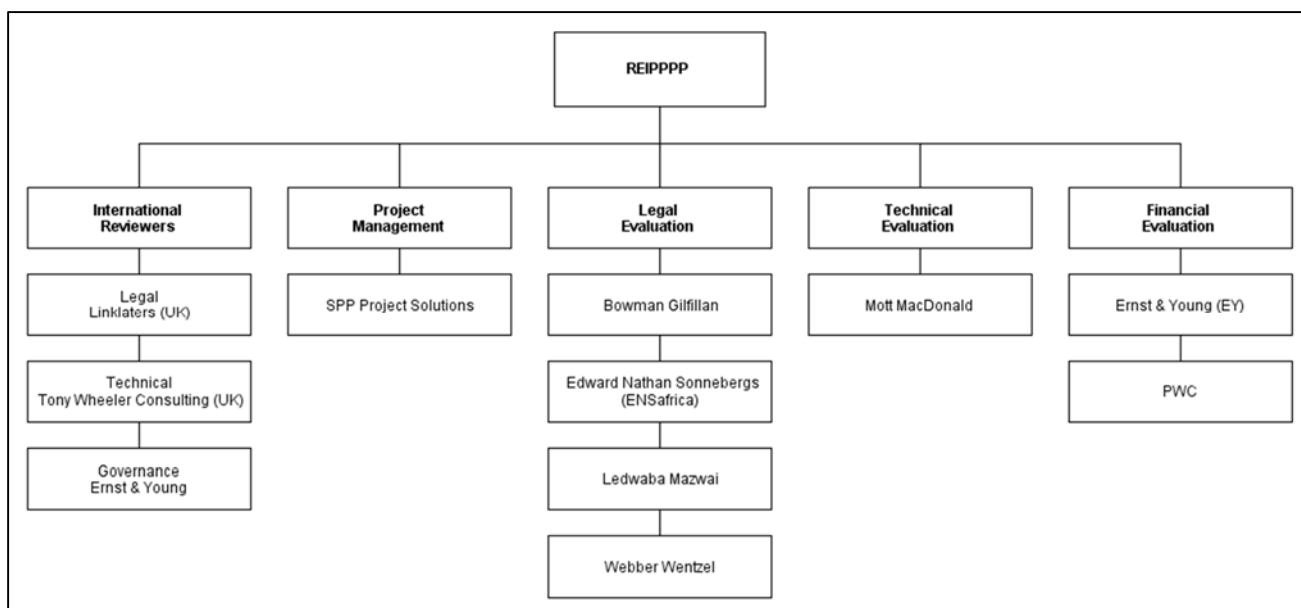 REIPPPP
International
Reviewers
Project
Management
Legal
Evaluation
Technical
Evaluation
Financial
Evaluation
Legal
Linklaters (UK)
SPP Project Solutions
Bowman Gilfillan
Mott MacDonald
Ernst & Young (EY)
Technical
Tony Wheeler Consulting (UK)
Edward Nathan Sonnebergs
(ENSafrica)
PWC
Governance
Ernst & Young
Ledwaba Mazwai
Webber Wentzel